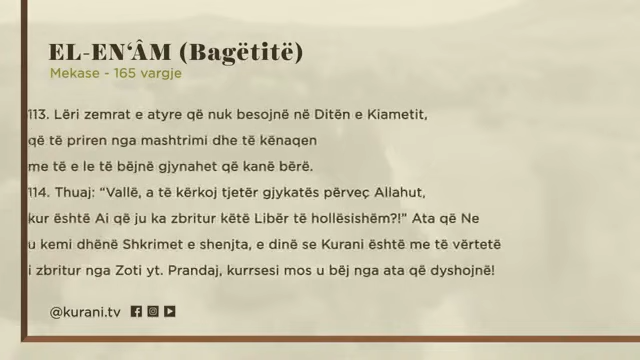 EL-EN‘ÂM (Bagëtitë)
Mekase - 165 vargje
113. Lëri zemrat e atyre që nuk besojnë në Ditën e Kiametit,
që të priren nga mashtrimi dhe të kënaqen
me të e le të bëjnë gjynahet që kanë bërë.
114. Thuaj: “Vallë, a të kërkoj tjetër gjykatës përveç Allahut,
kur është Ai që ju ka zbritur këtë Libër të hollësishëm?!” Ata që Ne
u kemi dhënë Shkrimet e shenjta, e dinë se Kurani është me të vërtetë
i zbritur nga Zoti yt. Prandaj, kurrsesi mos u bëj nga ata që dyshojnë!
@kurani.tv